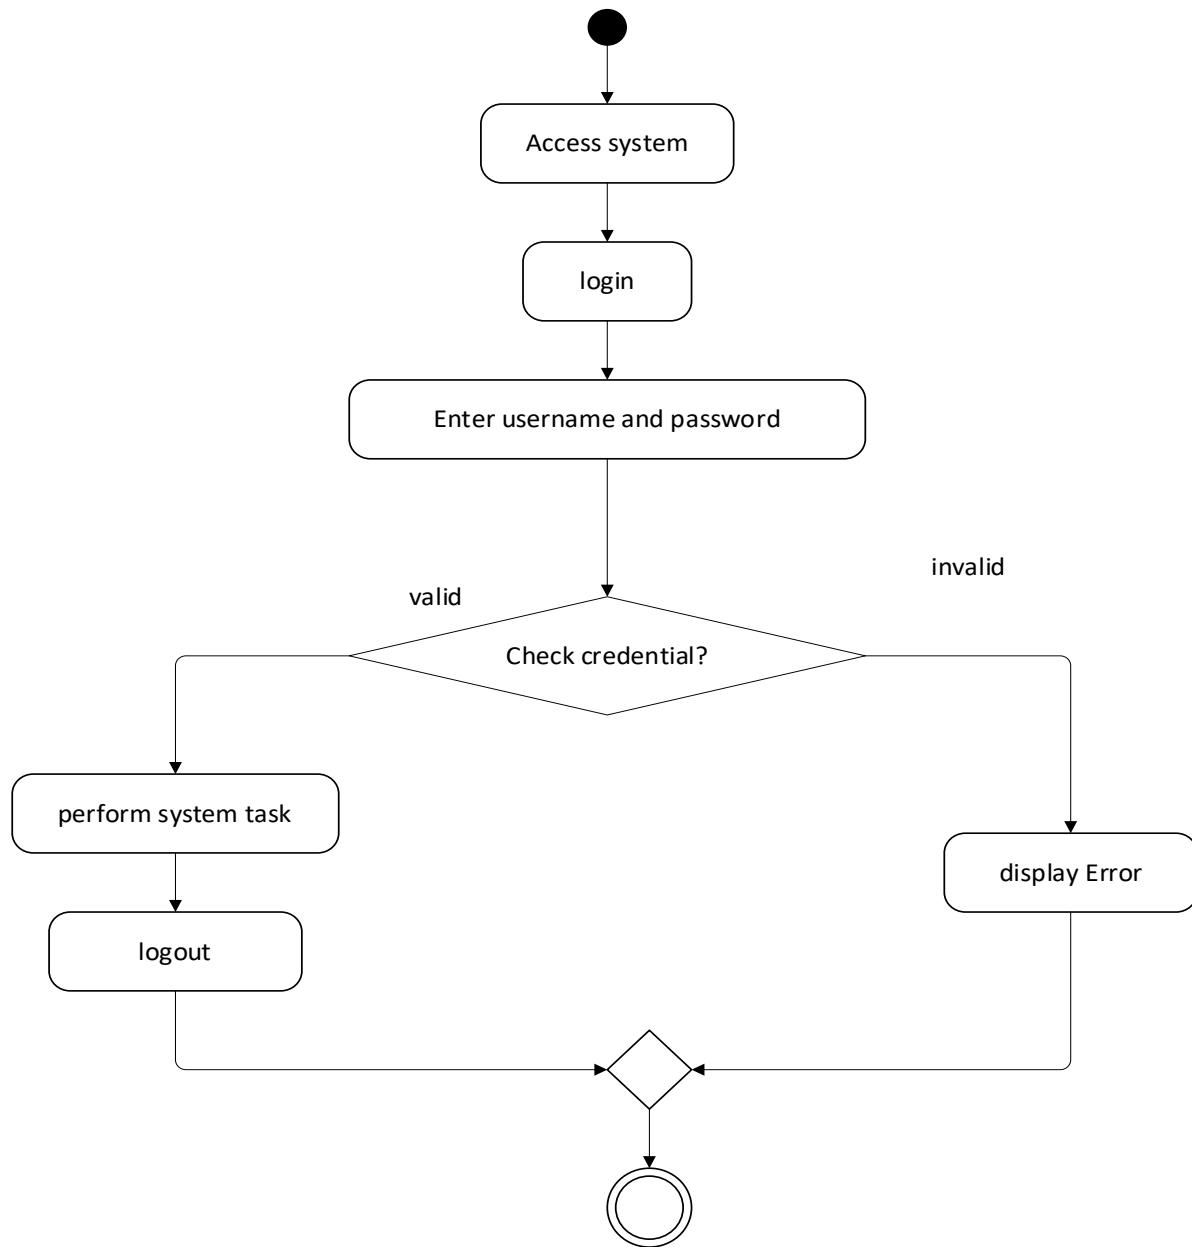 Access system
login
Enter username and password
invalid
valid
Check credential?
perform system task
display Error
logout